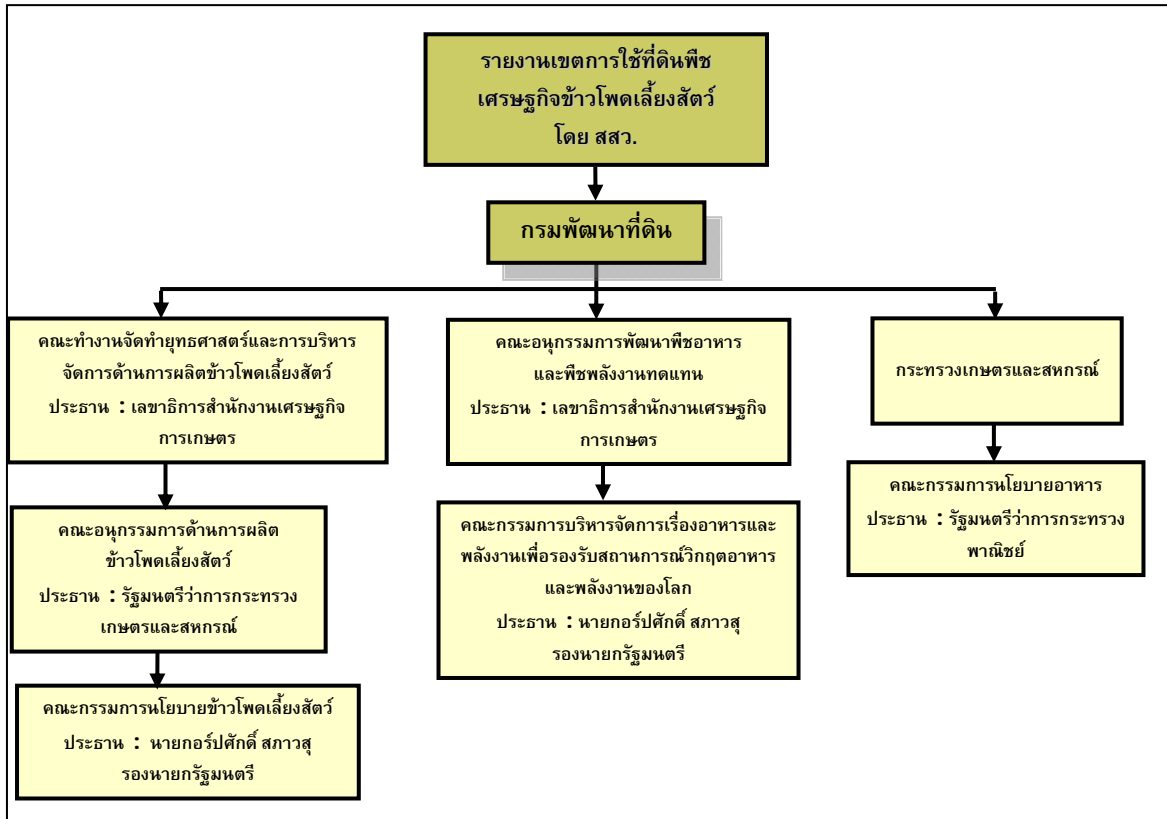 รายงานเขตการใช้ที่ดินพืช
เศรษฐกิจข้าวโพดเลี้ยงสัตว์
โดย สสว.
กรมพัฒนาที่ดิน
คณะทำงานจัดทำยุทธศาสตร์และการบริหาร
จัดการด้านการผลิตข้าวโพดเลี้ยงสัตว์
ประธาน : เลขาธิการสำนักงานเศรษฐกิจ
การเกษตร
คณะอนุกรรมการด้านการผลิต
ข้าวโพดเลี้ยงสัตว์
ประธาน : รัฐมนตรีว่าการกระทรวง
เกษตรและสหกรณ์
คณะกรรมการนโยบายข้าวโพดเลี้ยงสัตว์
ประธาน : นายกอร์ปศักดิ์ สภาวสุ
รองนายกรัฐมนตรี
คณะอนุกรรมการพัฒนาพืชอาหาร
และพืชพลังงานทดแทน
ประธาน : เลขาธิการสำนักงานเศรษฐกิจ
การเกษตร
คณะกรรมการบริหารจัดการเรื่องอาหารและ
พลังงานเพื่อรองรับสถานการณ์วิกฤตอาหาร
และพลังงานของโลก
ประธาน : นายกอร์ปศักดิ์ สภาวสุ
รองนายกรัฐมนตรี
กระทรวงเกษตรและสหกรณ์
คณะกรรมการนโยบายอาหาร
ประธาน : รัฐมนตรีว่าการกระทรวง
พาณิชย์